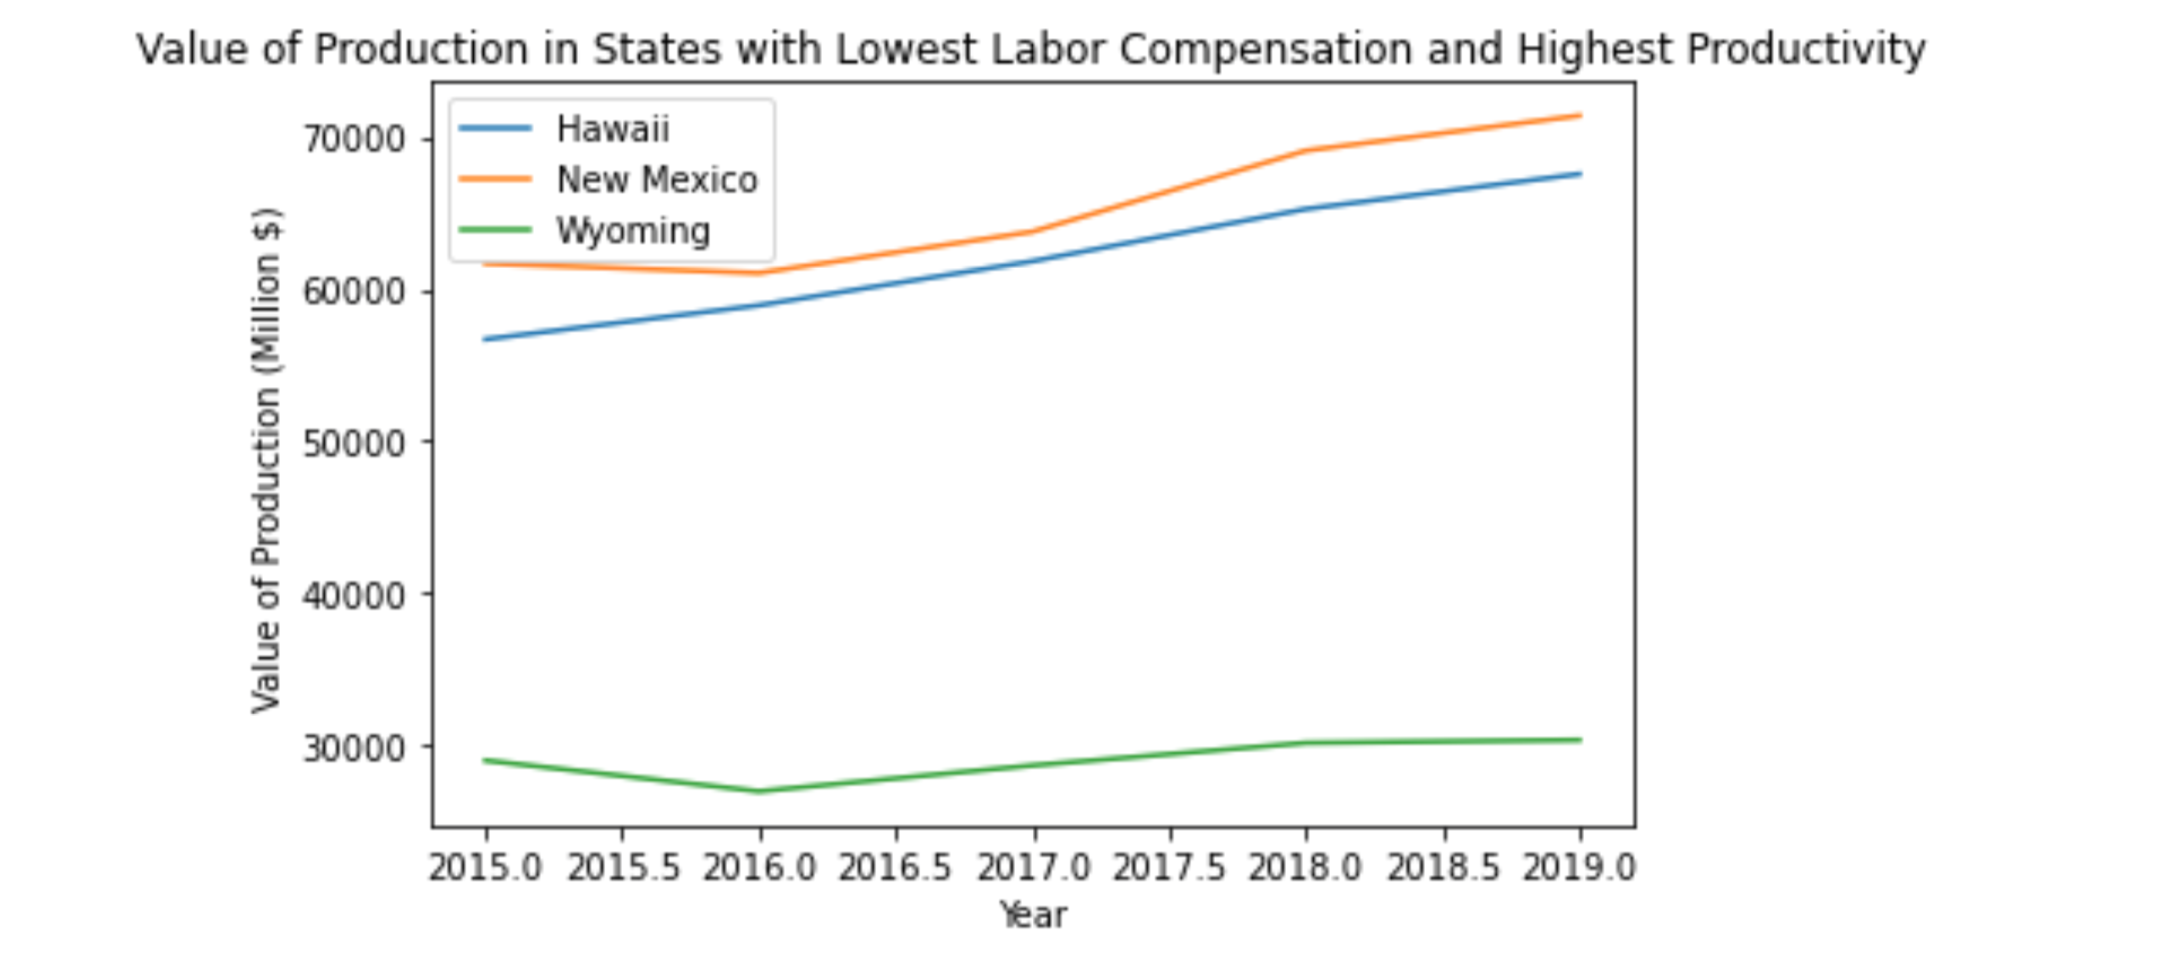 Value of Production in States with Lowest Labor Compensation and Highest Productivity
Hawaii
New Mexico
Wyoming
70000
60000
50000
40000
30000
Value of Production (Million $)
2015.0 2015.5 2016.0 2016.5 2017.0 2017.5 2018.0 2018.5 2019.0
Year